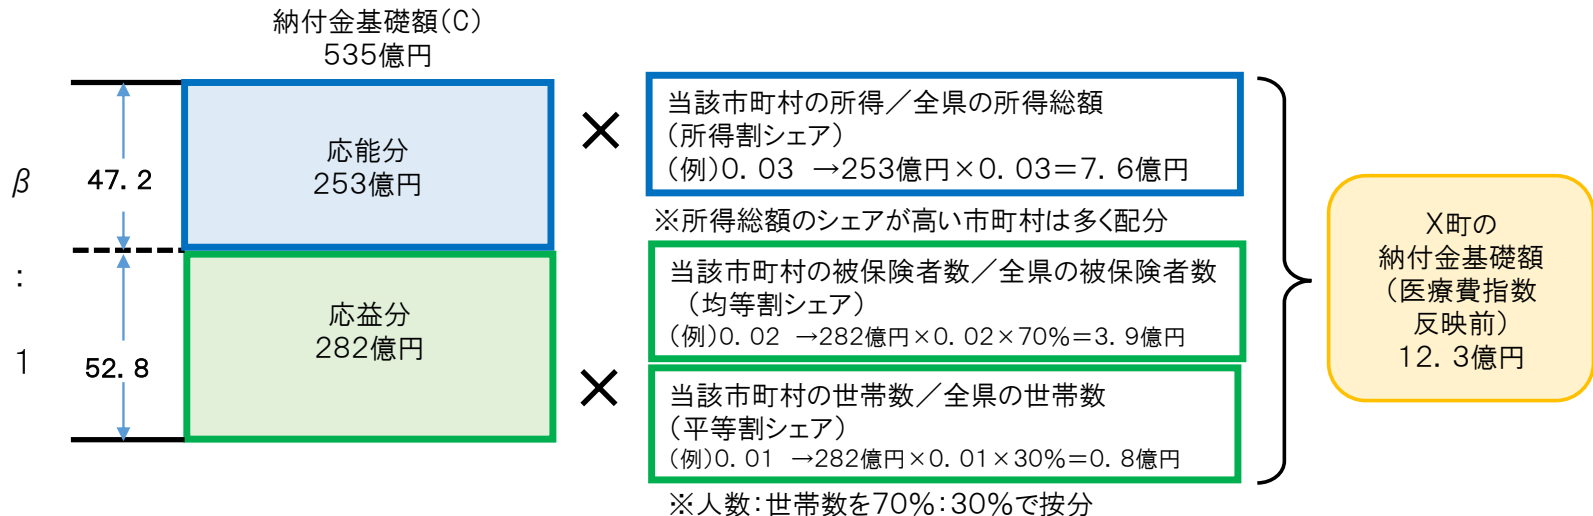 納付金基礎額(C)
535億円
β
:
1
47.2
52.8
応能分
253億円
応益分
282億円
×
×
当該市町村の所得/全県の所得総額
(所得割シェア)
(例)0.03 →253億円×0.03=7.6億円
※所得総額のシェアが高い市町村は多く配分
当該市町村の被保険者数/全県の被保険者数
(均等割シェア)
(例)0.02 →282億円×0.02×70%=3.9億円
当該市町村の世帯数/全県の世帯数
(平等割シェア)
(例)0.01 →282億円×0.01×30%=0.8億円
※人数:世帯数を70%:30%で按分
X町の
納付金基礎額
(医療費指数
反映前)
12.3億円